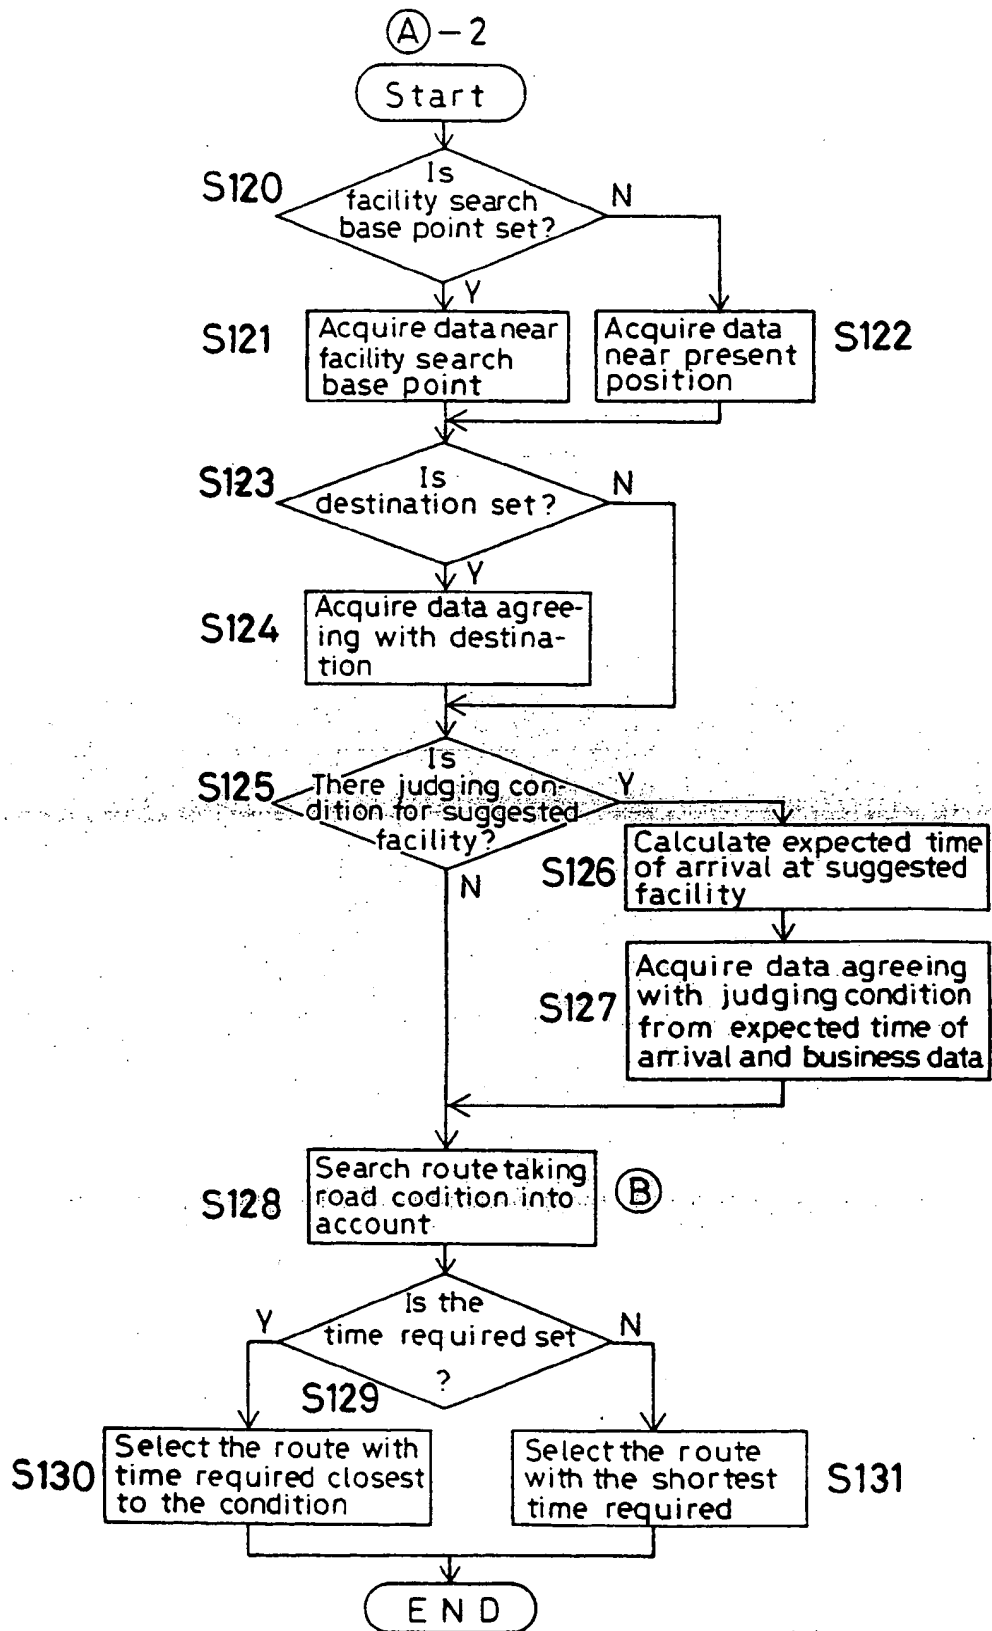 A - 2
Start
S120
Is
facility search
base point set?
N
Y
S121
Acquire data near
facility search
base point
Acquire data
near present
position
S122
S123
Is
destination set?
N
Y
S124
Acquire data agree-
ing with destina-
tion
S125
Is
There judging con-
dition for suggested
facility?
Y
N
S126
Calculate expected time
of arrival at suggested
facility
S127
Acquire data agreeing
with judging condition
from expected time of
arrival and business data
S128
Search route taking
road codition into
account
B
Y
Is the
time required set
?
N
S129
S130
Select the route with
time required closest
to the condition
Select the route
with the shortest
time required
S131
END